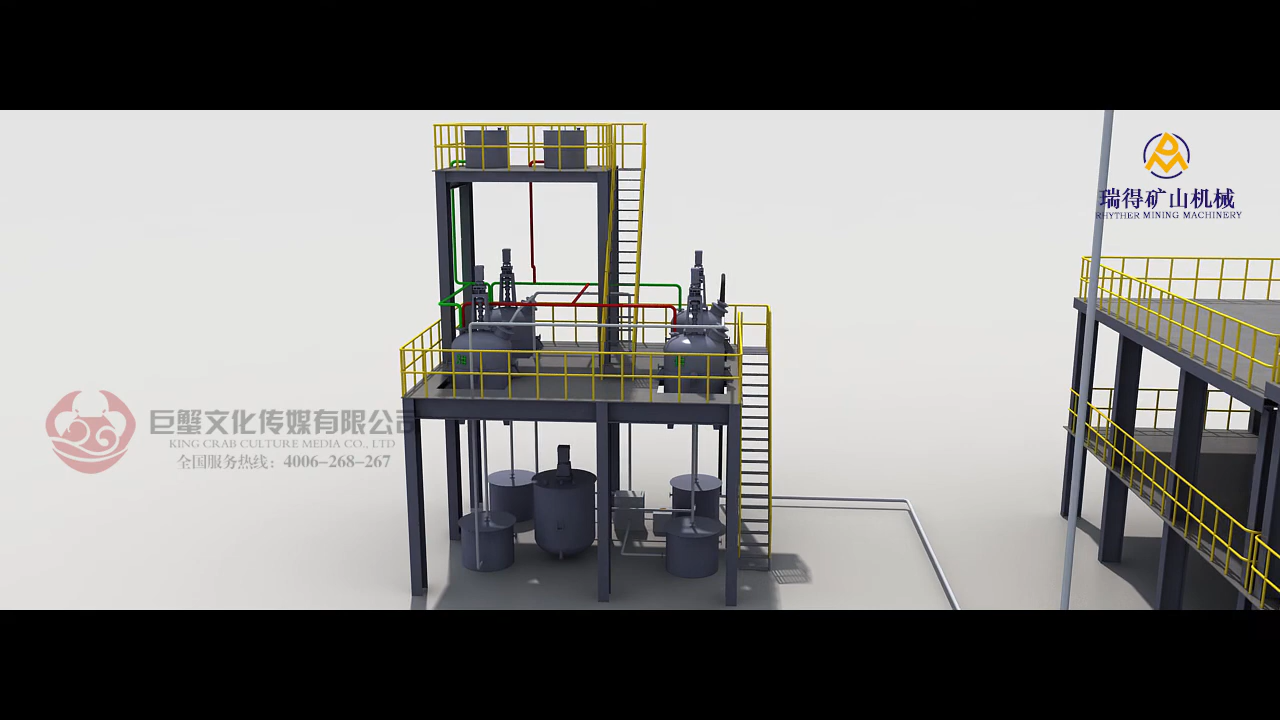 瑞得矿山机械
RHYTHER MINING MACHINERY
巨蟹文化传媒有限公司
KING CRAB CULTURE MEDIA CO., LTD
全国服务热线：4006-268-267